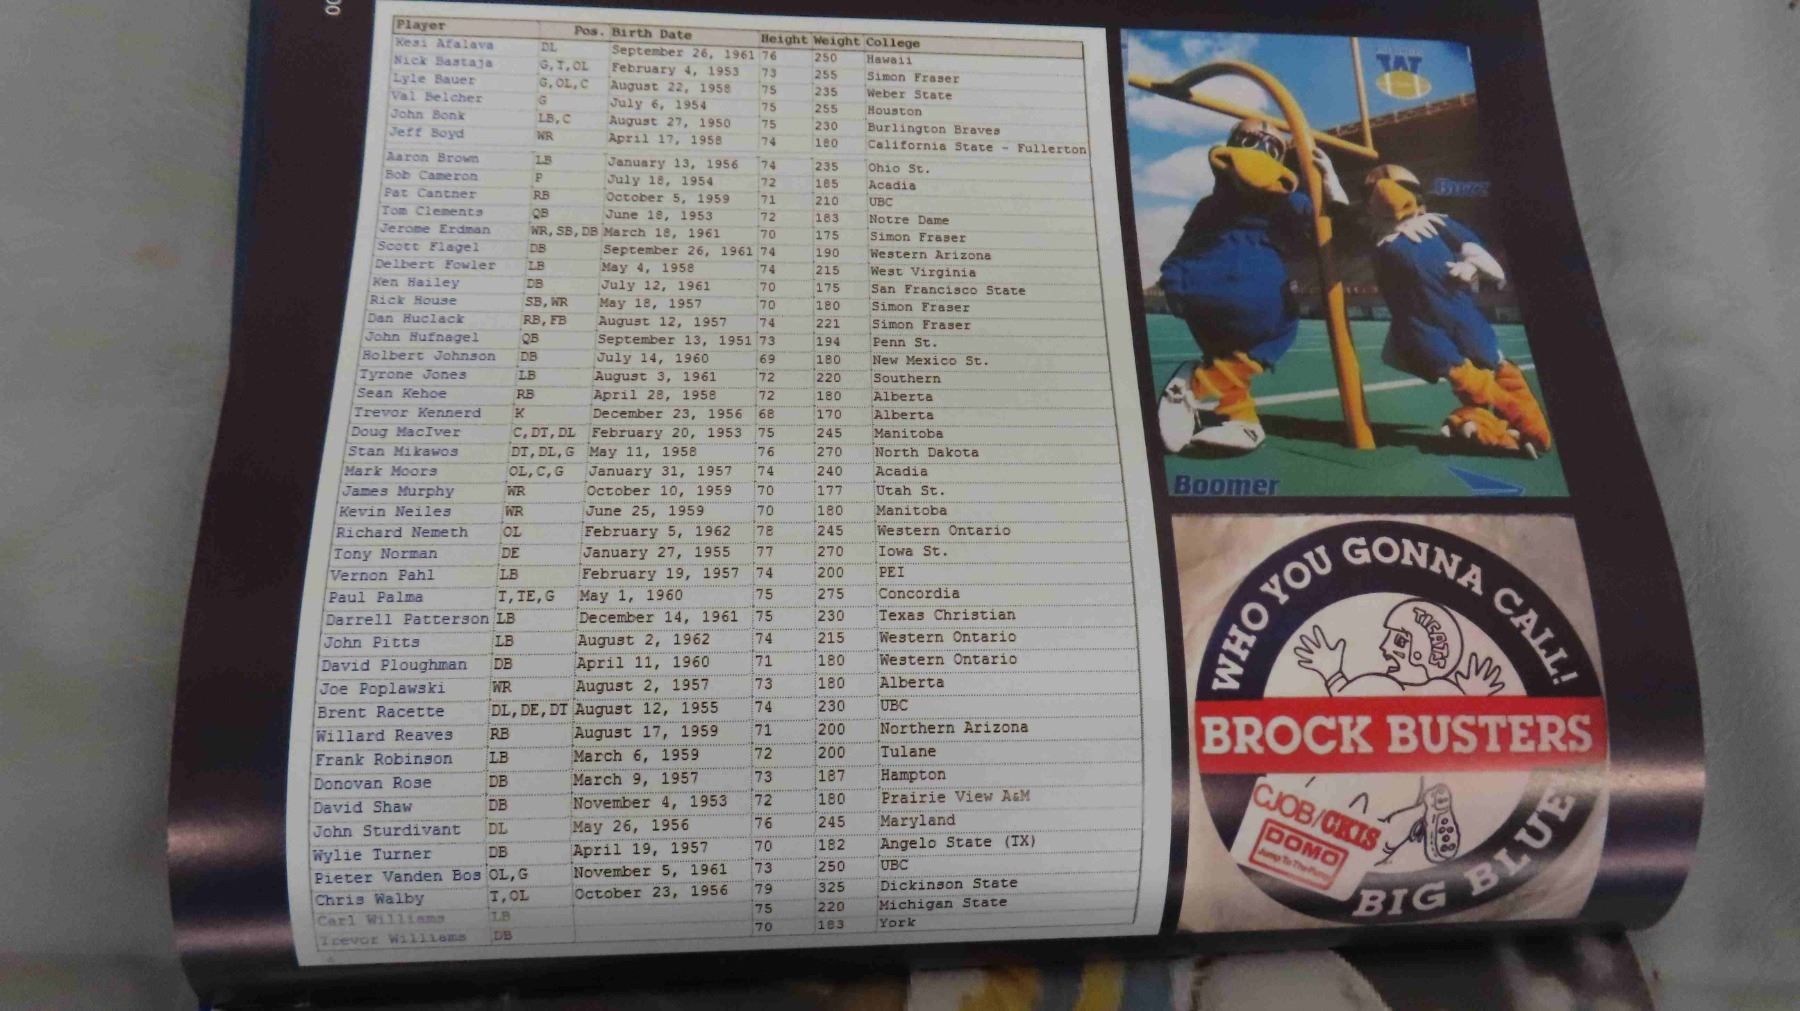 Player Pos. Birth Date Height Weight College
Kesi Afalava DL September 26, 1961 76 250 Hawaii
Nick Bastaja G,T,OL February 4, 1953 73 255 Simon Fraser
Lyle Bauer G,OL,C August 22, 1958 75 235 Weber State
Val Belcher G July 6, 1954 75 255 Houston
John Bonk LB,C August 27, 1950 75 230 Burlington Braves
Jeff Boyd WR April 17, 1958 74 180 California State - Fullerton
Aaron Brown LB January 13, 1956 74 235 Ohio St.
Bob Cameron P July 18, 1954 72 185 Acadia
Pat Cantner RB October 5, 1959 71 210 UBC
Tom Clements QB June 18, 1953 72 183 Notre Dame
Jerome Erdman WR,SB,DB March 18, 1961 70 175 Simon Fraser
Scott Flagel DB September 26, 1961 74 190 Western Arizona
Delbert Fowler LB May 4, 1958 74 215 West Virginia
Ken Hailey DB July 12, 1961 70 175 San Francisco State
Rick House SB,WR May 18, 1957 70 180 Simon Fraser
Dan Huclack RB,FB August 12, 1957 74 221 Simon Fraser
John Hufnagel QB September 13, 1951 73 194 Penn St.
Holbert Johnson DB July 14, 1960 69 180 New Mexico St.
Tyrone Jones LB August 3, 1961 72 220 Southern
Sean Kehoe RB April 28, 1958 72 180 Alberta
Trevor Kennerd K December 23, 1956 68 170 Alberta
Doug MacIver C,DT,DL February 20, 1953 75 245 Manitoba
Stan Mikawos DT,DL,G May 11, 1958 76 270 North Dakota
Mark Moors OL,C,G January 31, 1957 74 240 Acadia
James Murphy WR October 10, 1959 70 177 Utah St.
Kevin Neiles WR June 25, 1959 70 180 Manitoba
Richard Nemeth OL February 5, 1962 78 245 Western Ontario
Tony Norman DE January 27, 1955 77 270 Iowa St.
Vernon Pahl LB February 19, 1957 74 200 PEI
Paul Palma T,TE,G May 1, 1960 75 275 Concordia
Darrell Patterson LB December 14, 1961 75 230 Texas Christian
John Pitts LB August 2, 1962 74 215 Western Ontario
David Ploughman DB April 11, 1960 71 180 Western Ontario
Joe Poplawski WR August 2, 1957 73 180 Alberta
Brent Racette DL,DE,DT August 12, 1955 74 230 UBC
Willard Reaves RB August 17, 1959 71 200 Northern Arizona
Frank Robinson LB March 6, 1959 72 200 Tulane
Donovan Rose DB March 9, 1957 73 187 Hampton
David Shaw DB November 4, 1953 72 180 Prairie View A&M
John Sturdivant DL May 26, 1956 76 245 Maryland
Wylie Turner DB April 19, 1957 70 182 Angelo State (TX)
Pieter Vanden Bos OL,G November 5, 1961 73 250 UBC
Chris Walby T,OL October 23, 1956 79 325 Dickinson State
Carl Williams LB 75 220 Michigan State
Trevor Williams DB 70 183 York
Buzz
Boomer
WHO YOU GONNA CALL!
TICATS
BROCK BUSTERS
CJOB/CKIS
DOMO
Jump To The Pump
BIG BLUE